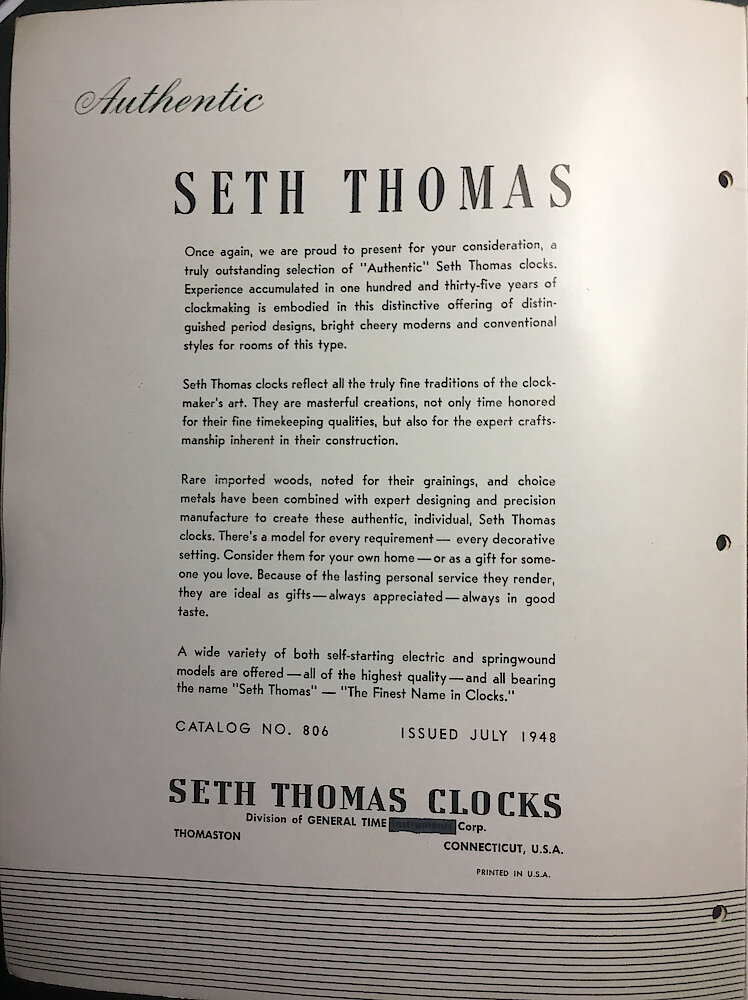 Authentic
SETH THOMAS
Once again, we are proud to present for your consideration, a
truly outstanding selection of "Authentic" Seth Thomas clocks.
Experience accumulated in one hundred and thirty-five years of
clockmaking is embodied in this distinctive offering of distin-
guished period designs, bright cheery moderns and conventional
styles for rooms of this type.
Seth Thomas clocks reflect all the truly fine traditions of the clock-
maker's art. They are masterful creations, not only time honored
for their fine timekeeping qualities, but also for the expert crafts-
manship inherent in their construction.
Rare imported woods, noted for their grainings, and choice
metals have been combined with expert designing and precision
manufacture to create these authentic, individual, Seth Thomas
clocks. There's a model for every requirement — every decorative
setting. Consider them for your own home — or as a gift for some-
one you love. Because of the lasting personal service they render,
they are ideal as gifts — always appreciated — always in good
taste.
A wide variety of both self-starting electric and springwound
models are offered — all of the highest quality — and all bearing
the name "Seth Thomas" — "The Finest Name in Clocks."
CATALOG NO. 806 ISSUED JULY 1948
SETH THOMAS CLOCKS
Division of GENERAL TIME Instruments Corp.
THOMASTON
CONNECTICUT, U.S.A.
PRINTED IN U.S.A.